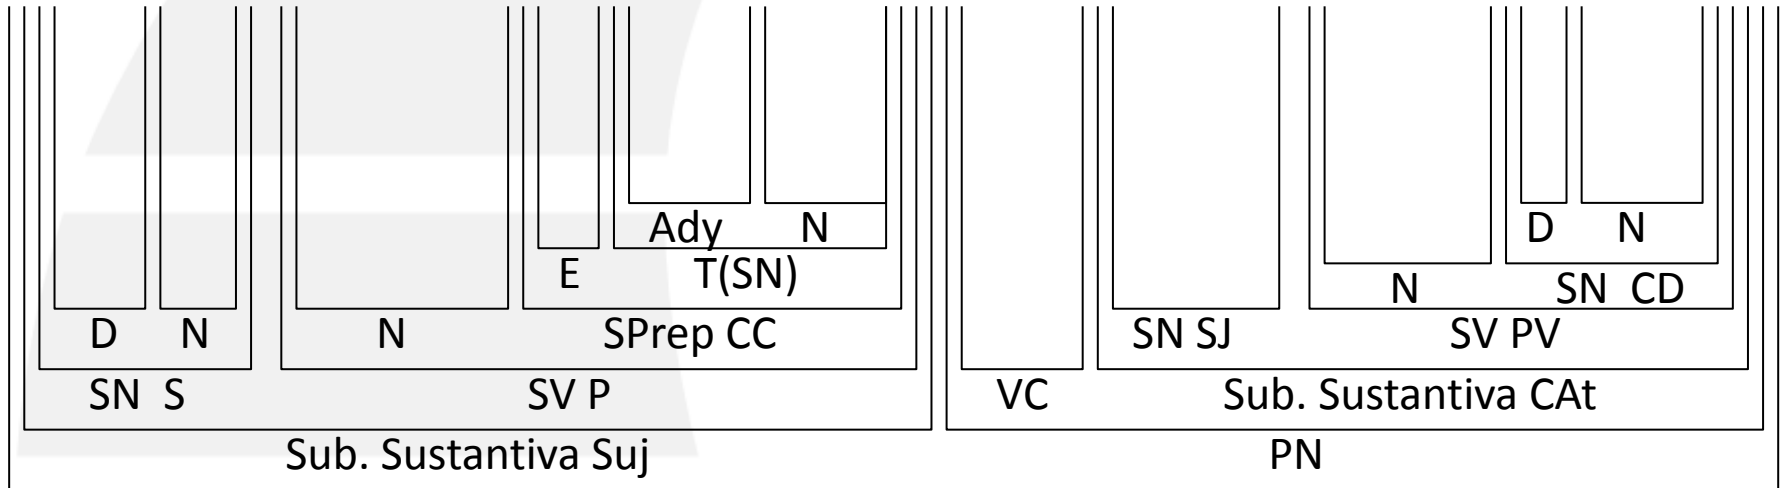 Ady N D N
E T(SN) N SN CD
D N N SPrep CC SN SJ SV PV
SN S SV P VC Sub. Sustantiva CAt
Sub. Sustantiva Suj PN